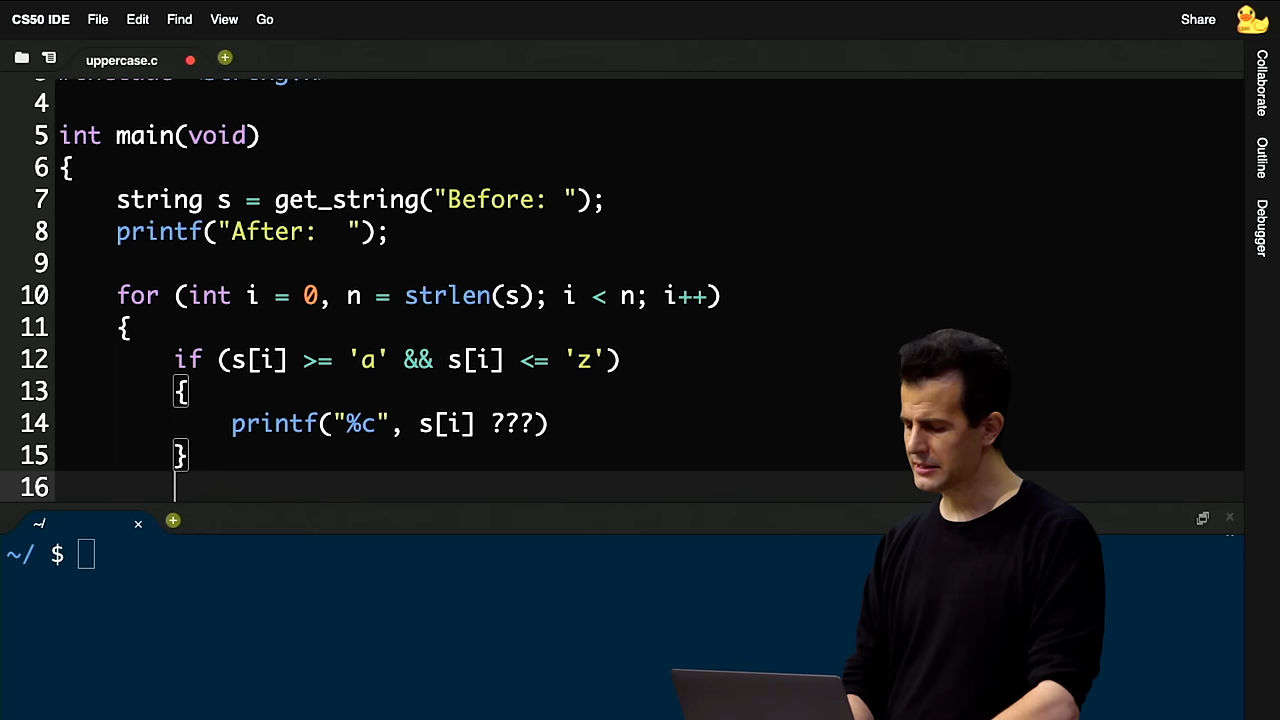 CS50 IDE File Edit Find View Go Share
uppercase.c
4
5 int main(void)
6 {
7 string s = get_string("Before: ");
8 printf("After:  ");
9
10 for (int i = 0, n = strlen(s); i < n; i++)
11 {
12 if (s[i] >= 'a' && s[i] <= 'z')
13 {
14 printf("%c", s[i] ???)
15 }
16
~/
~/ $
Collaborate
Outline
Debugger